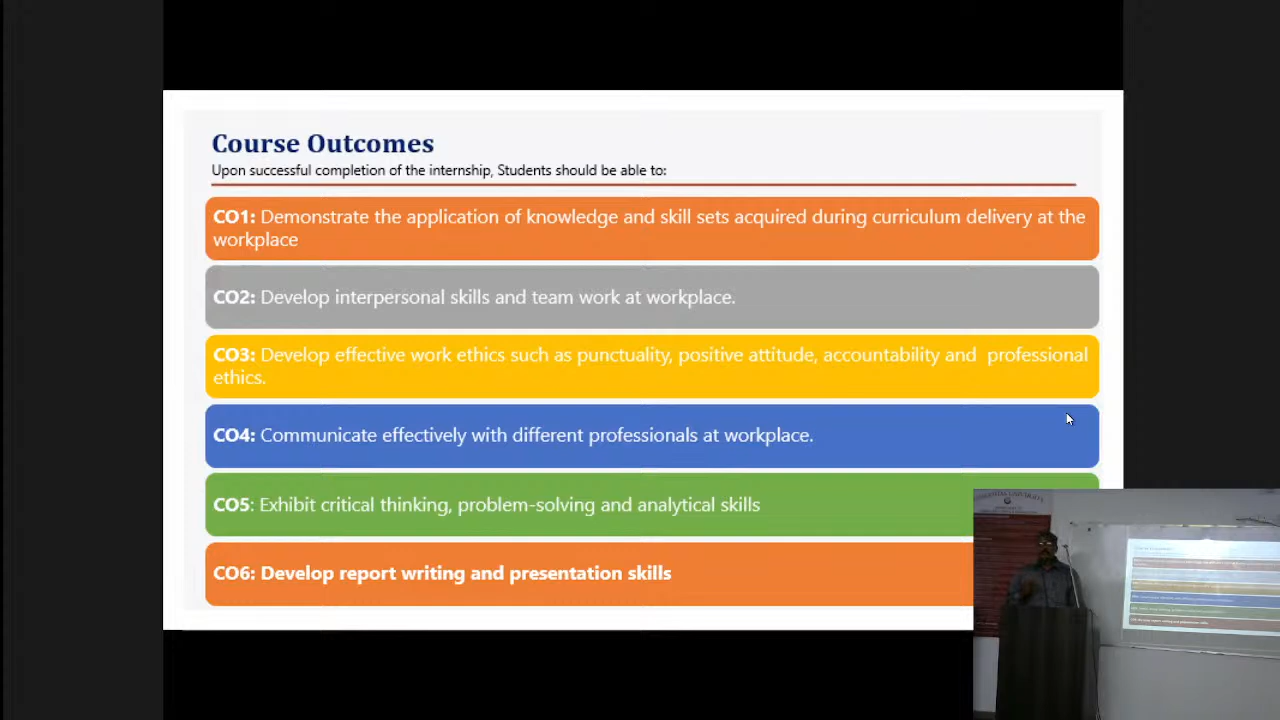 Course Outcomes
Upon successful completion of the internship, Students should be able to:
CO1: Demonstrate the application of knowledge and skill sets acquired during curriculum delivery at the
workplace
CO2: Develop interpersonal skills and team work at workplace.
CO3: Develop effective work ethics such as punctuality, positive attitude, accountability and  professional
ethics.
CO4: Communicate effectively with different professionals at workplace.
CO5: Exhibit critical thinking, problem-solving and analytical skills
CO6: Develop report writing and presentation skills